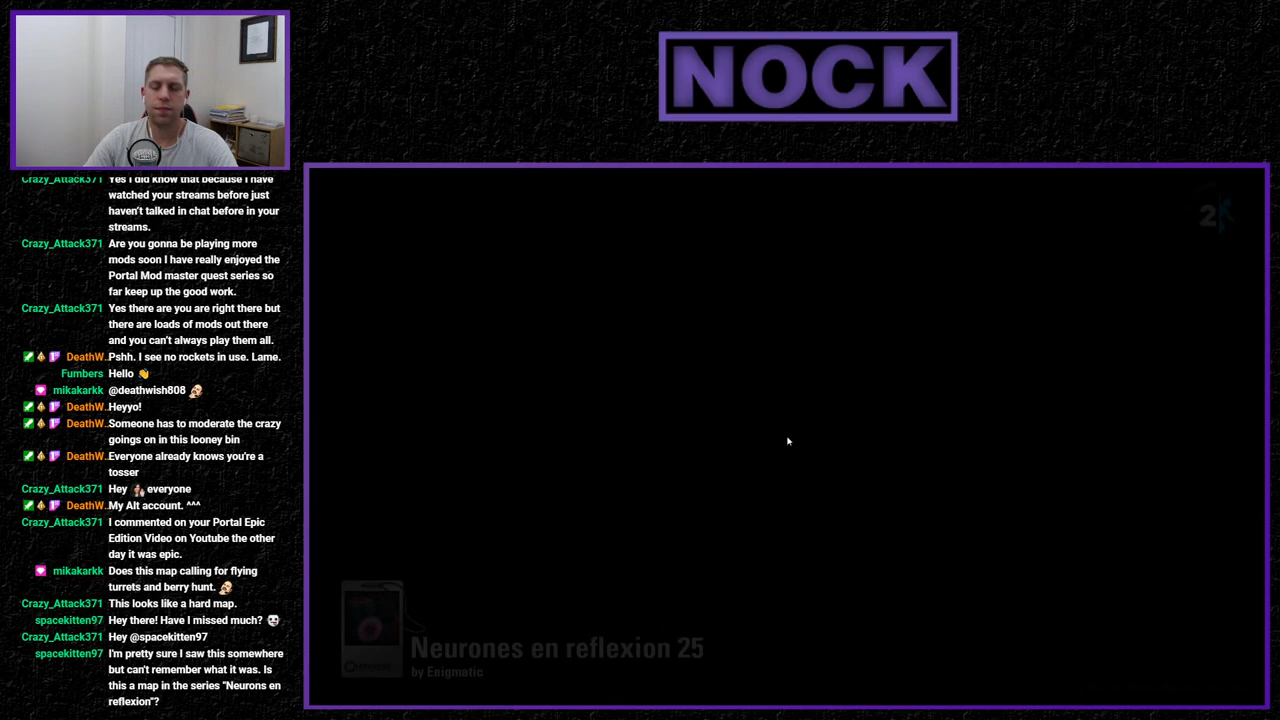 NOCK
Crazy_Attack371 Yes I did know that because I have
watched your streams before just
haven't talked in chat before in your
streams.
Crazy_Attack371 Are you gonna be playing more
mods soon I have really enjoyed the
Portal Mod master quest series so
far keep up the good work.
Crazy_Attack371 Yes there are you are right there but
there are loads of mods out there
and you can't always play them all.
DeathW.. Pshh. I see no rockets in use. Lame.
Fumbers Hello 👋
mikakarkk @deathwish808
DeathW.. Heyyo!
DeathW.. Someone has to moderate the crazy
goings on in this looney bin
DeathW.. Everyone already knows you're a
tosser
Crazy_Attack371 Hey everyone
DeathW.. My Alt account. ^^^
Crazy_Attack371 I commented on your Portal Epic
Edition Video on Youtube the other
day it was epic.
mikakarkk Does this map calling for flying
turrets and berry hunt.
Crazy_Attack371 This looks like a hard map.
spacekitten97 Hey there! Have I missed much?
Crazy_Attack371 Hey @spacekitten97
spacekitten97 I'm pretty sure I saw this somewhere
but can't remember what it was. Is
this a map in the series "Neurons en
reflexion"?
2
Neurones en reflexion 25
by Enigmatic